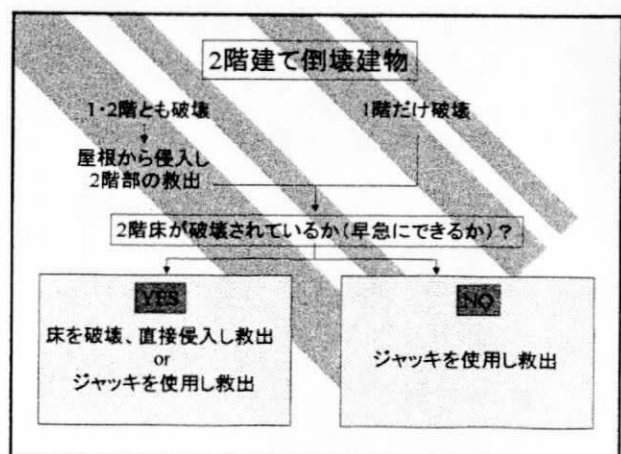 2階建て倒壊建物
1・2階とも破壊
1階だけ破壊
屋根から侵入し
2階部の救出
2階床が破壊されているか(早急にできるか)?
YES
床を破壊、直接侵入し救出
or
ジャッキを使用し救出
NO
ジャッキを使用し救出